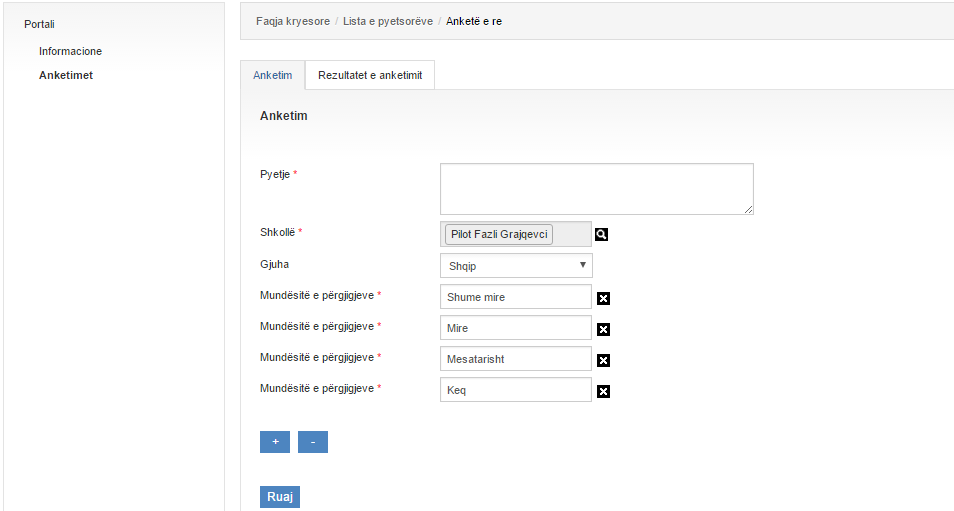 Portali
Informacione
Anketimet
Faqja kryesore / Lista e pyetsorëve / Anketë e re
Anketim Rezultatet e anketimit
Anketim
Pyetje *
Shkollë * Pilot Fazli Grajqevci
Gjuha Shqip
Mundësitë e përgjigjeve * Shume mire
Mundësitë e përgjigjeve * Mire
Mundësitë e përgjigjeve * Mesatarisht
Mundësitë e përgjigjeve * Keq
+ -
Ruaj